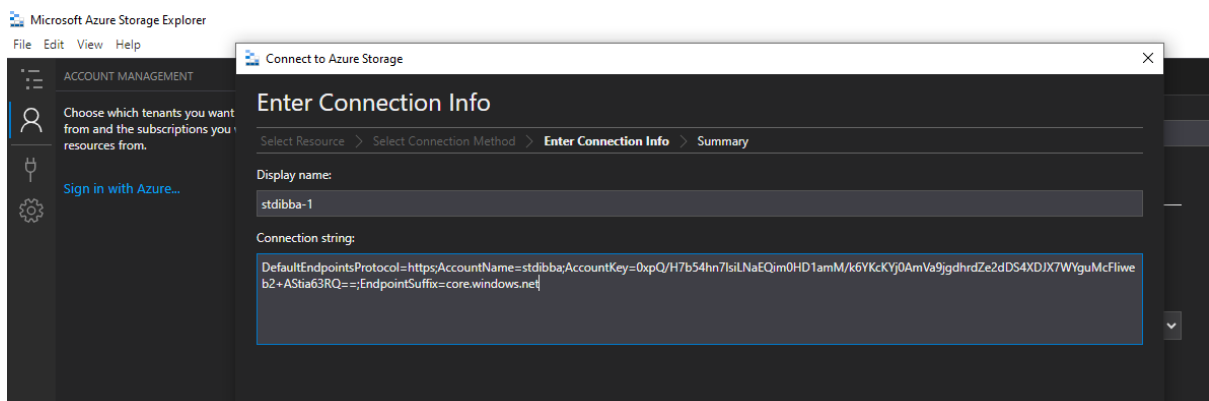 Microsoft Azure Storage Explorer
File Edit View Help
Connect to Azure Storage
ACCOUNT MANAGEMENT
Choose which tenants you want
from and the subscriptions you
resources from.
Sign in with Azure...
Enter Connection Info
Select Resource > Select Connection Method > Enter Connection Info > Summary
Display name:
stdibba-1
Connection string:
DefaultEndpointsProtocol=https;AccountName=stdibba;AccountKey=0xpQ/H7b54hn7IsiLNaEQim0HD1amM/k6YKcKYj0AmVa9jgdhrdZe2dDS4XDJX7WYguMcFIiwe
b2+AStia63RQ==;EndpointSuffix=core.windows.net